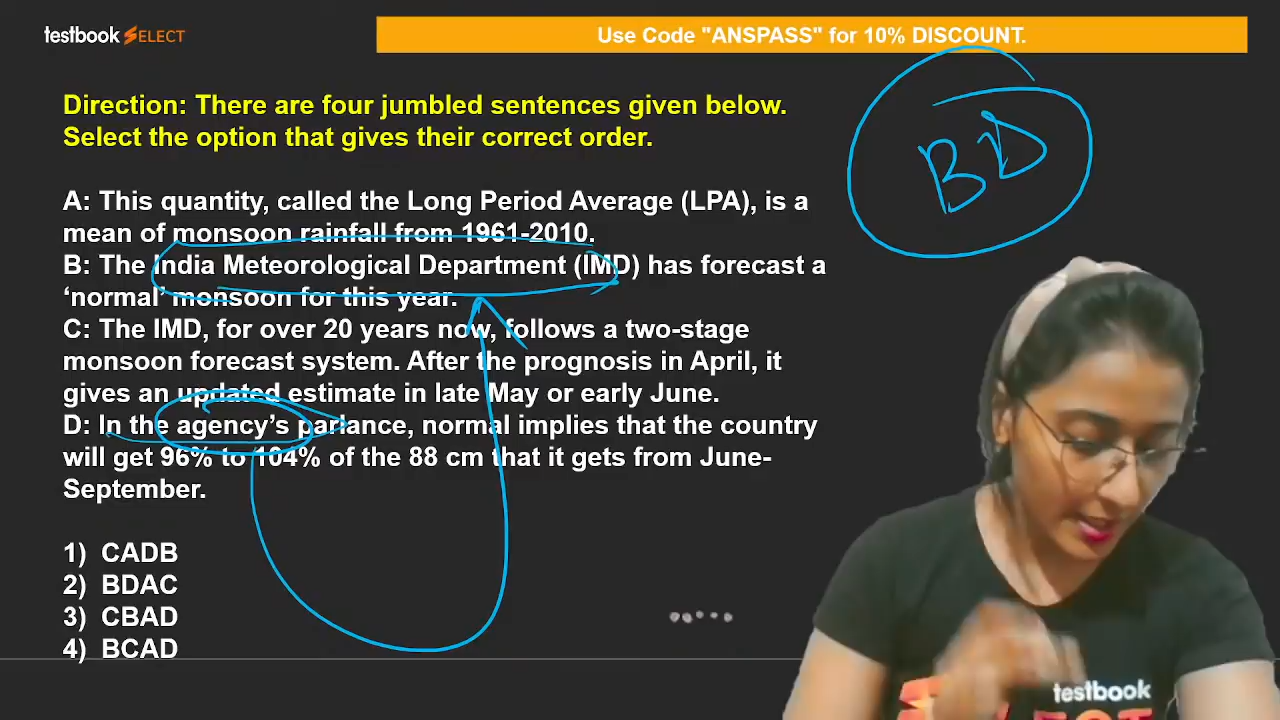 testbook SELECT
Use Code "ANSPASS" for 10% DISCOUNT.
Direction: There are four jumbled sentences given below.
Select the option that gives their correct order.
BD
A: This quantity, called the Long Period Average (LPA), is a
mean of monsoon rainfall from 1961-2010.
B: The India Meteorological Department (IMD) has forecast a
‘normal’ monsoon for this year.
C: The IMD, for over 20 years now, follows a two-stage
monsoon forecast system. After the prognosis in April, it
gives an updated estimate in late May or early June.
D: In the agency’s parlance, normal implies that the country
will get 96% to 104% of the 88 cm that it gets from June-
September.
1) CADB
2) BDAC
3) CBAD
4) BCAD
testbook